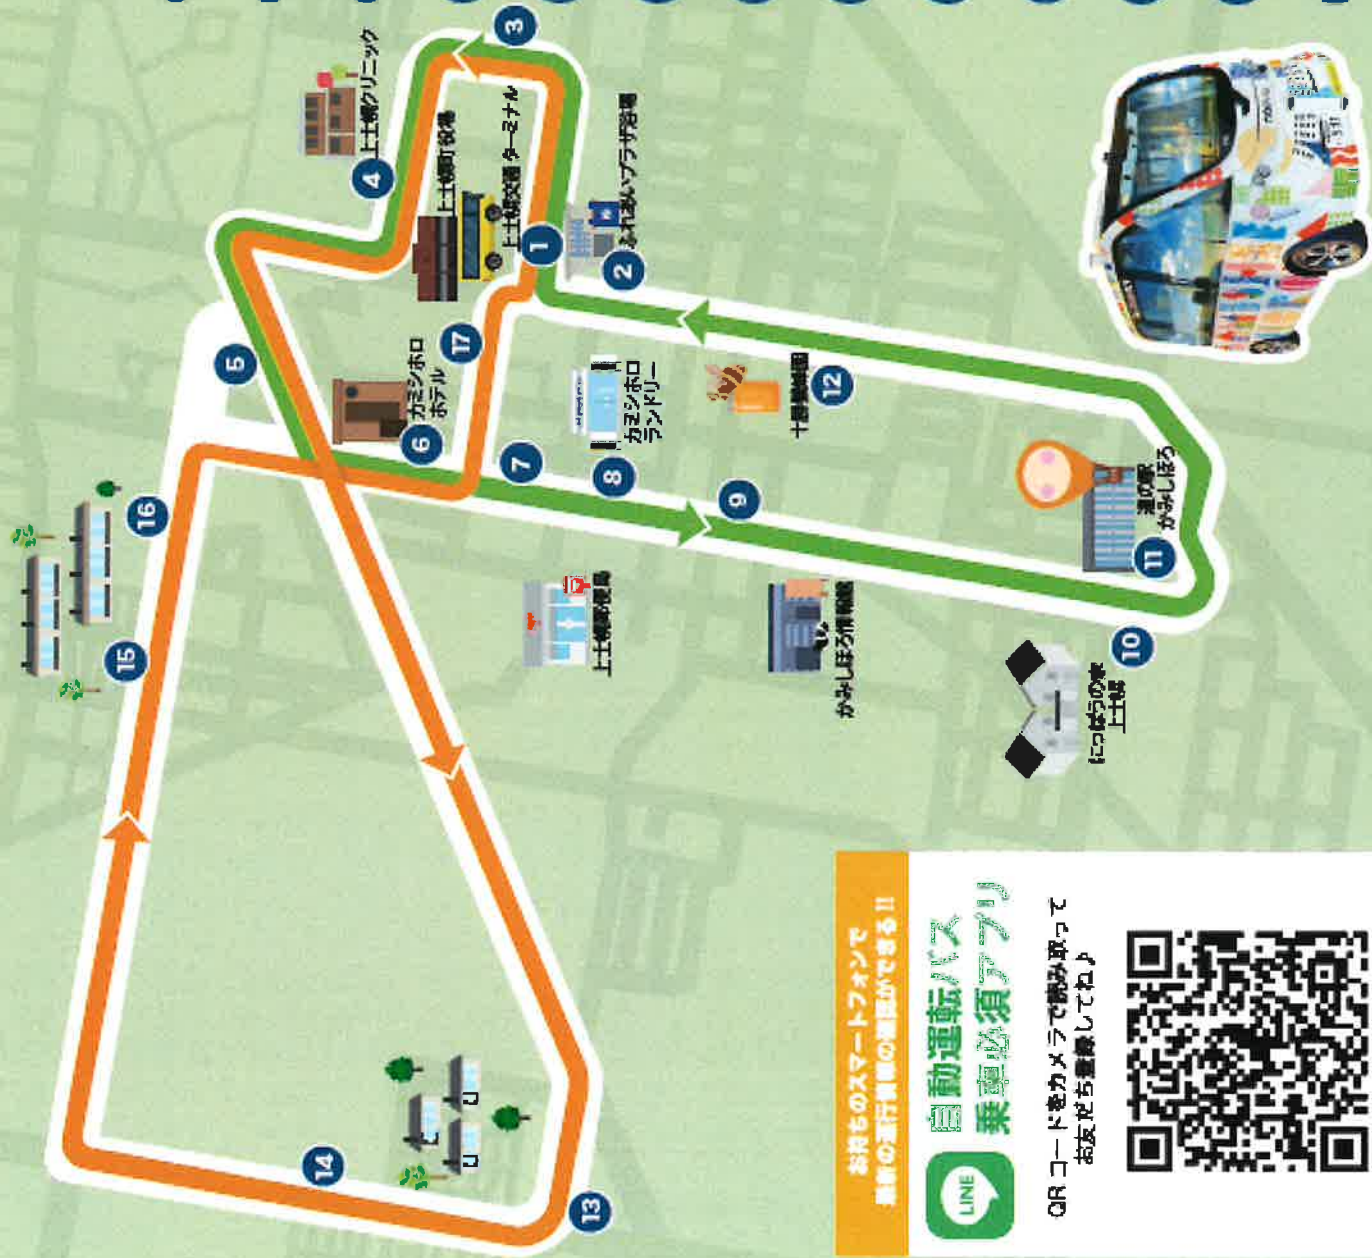 3
上士幌クリニック
4
上士幌町役場
上士幌交通 ターミナル
1
2
ふれあいプラザ浴場
5
17
カミシホロ
ホテル
6
7
カミシホロ
ランドリー
8
12
十勝養蜂園
9
16
15
上士幌郵便局
かみしほろ情報館
道の駅
かみしほろ
11
10
にっぽうの家
上士幌
14
13
お持ちのスマートフォンで
最新の運行情報の確認ができる!!
LINE
自動運転バス
乗車必須アプリ
QRコードをカメラで読み取って
お友だち登録してね♪